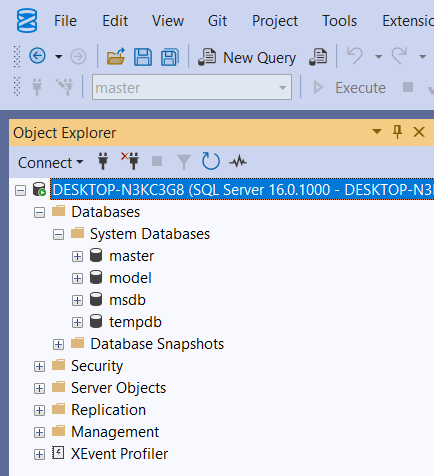 File Edit View Git Project Tools Extensio
New Query
master Execute
Object Explorer
Connect
DESKTOP-N3KC3G8 (SQL Server 16.0.1000 - DESKTOP-N3
Databases
System Databases
master
model
msdb
tempdb
Database Snapshots
Security
Server Objects
Replication
Management
XEvent Profiler